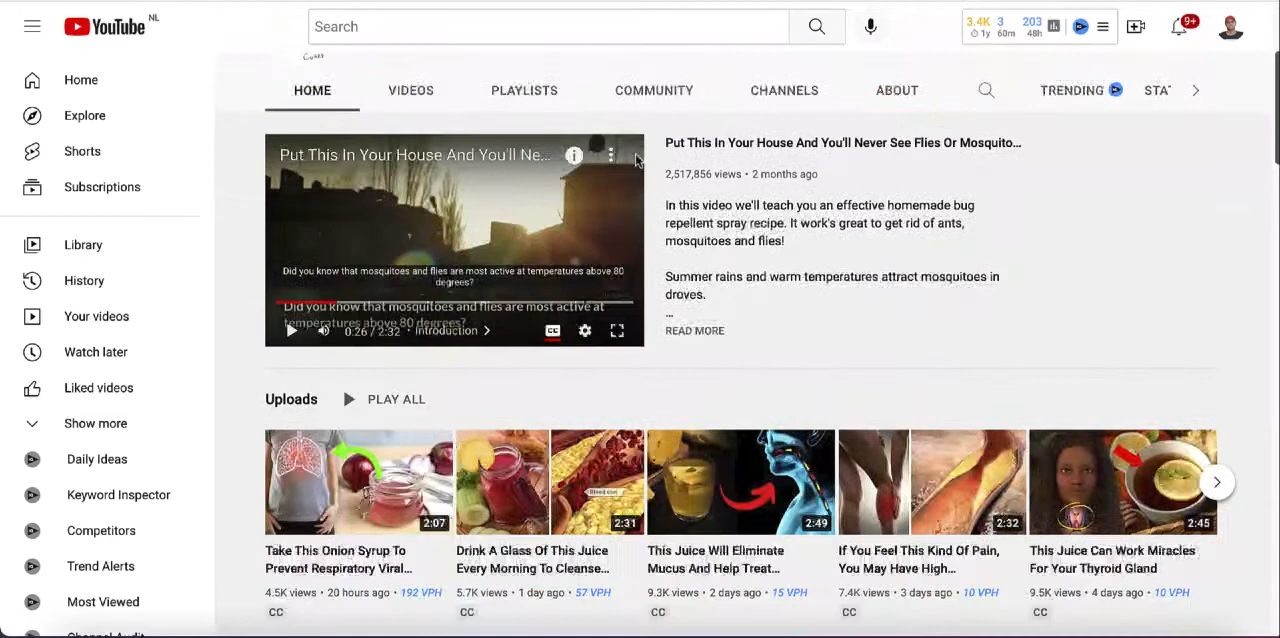 YouTube NL
Search
3.4K 3 203
1y 60m 48h
9+
Home
Explore
Shorts
Subscriptions
Library
History
Your videos
Watch later
Liked videos
Show more
Daily Ideas
Keyword Inspector
Competitors
Trend Alerts
Most Viewed
Channel Audit
HOME VIDEOS PLAYLISTS COMMUNITY CHANNELS ABOUT TRENDING STAT
Put This In Your House And You'll Ne...
Did you know that mosquitoes and flies are most active at temperatures above 80
degrees?
Did you know that mosquitoes and flies are most active at
temperatures above 80 degrees?
0:26 / 2:32 • Introduction
CC
Put This In Your House And You'll Never See Flies Or Mosquito...
2,517,856 views • 2 months ago
In this video we'll teach you an effective homemade bug
repellent spray recipe. It work's great to get rid of ants,
mosquitoes and flies!
Summer rains and warm temperatures attract mosquitoes in
droves.
...
READ MORE
Uploads PLAY ALL
2:07
Take This Onion Syrup To
Prevent Respiratory Viral...
4.5K views • 20 hours ago • 192 VPH
CC
Blood clot
2:31
Drink A Glass Of This Juice
Every Morning To Cleanse...
5.7K views • 1 day ago • 57 VPH
CC
2:49
This Juice Will Eliminate
Mucus And Help Treat...
9.3K views • 2 days ago • 15 VPH
CC
2:32
If You Feel This Kind Of Pain,
You May Have High...
7.4K views • 3 days ago • 10 VPH
CC
2:45
This Juice Can Work Miracles
For Your Thyroid Gland
9.5K views • 4 days ago • 10 VPH
CC